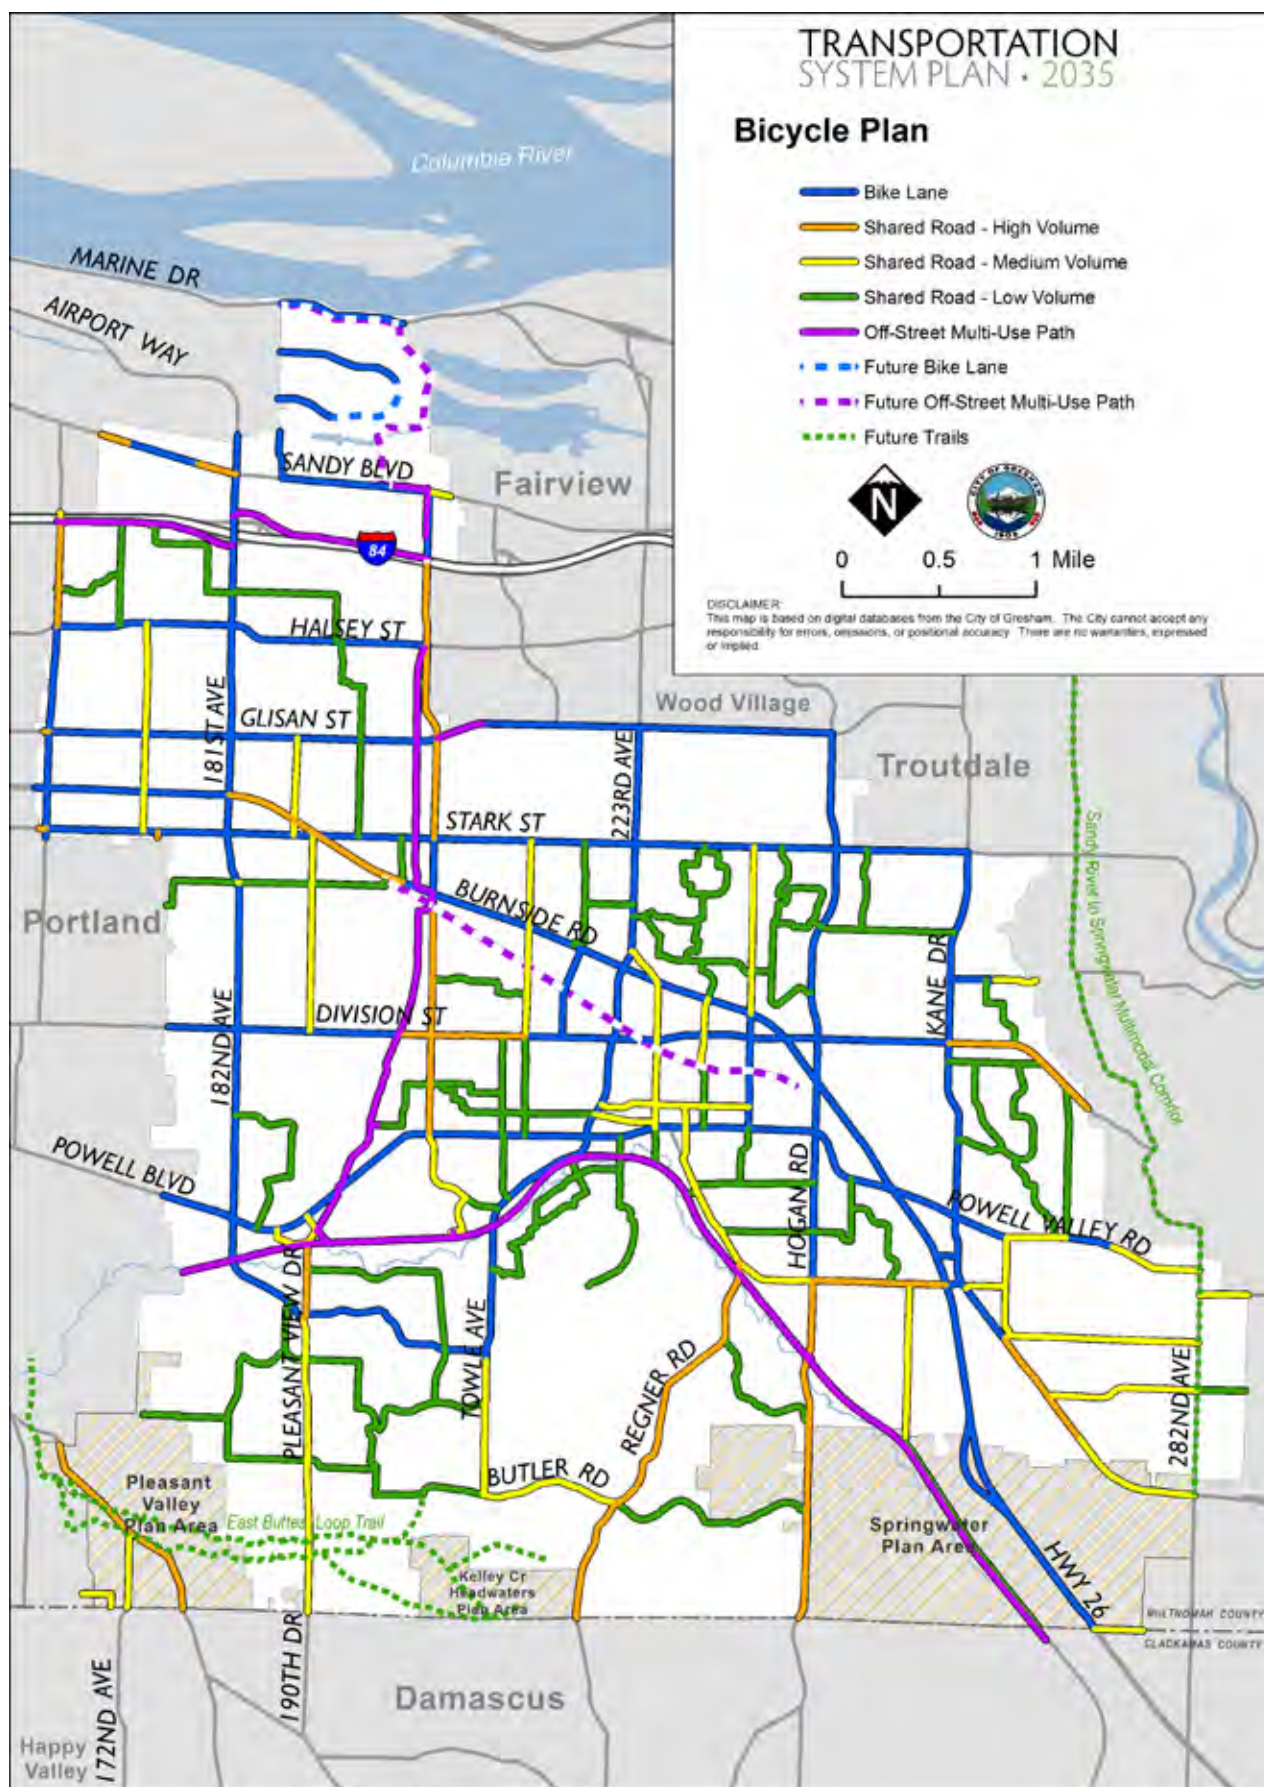 TRANSPORTATION
SYSTEM PLAN • 2035
Bicycle Plan
Bike Lane
Shared Road - High Volume
Shared Road - Medium Volume
Shared Road - Low Volume
Off-Street Multi-Use Path
Future Bike Lane
Future Off-Street Multi-Use Path
Future Trails
N
CITY OF GRESHAM
0 0.5 1 Mile
DISCLAIMER:
This map is based on digital databases from the City of Gresham. The City cannot accept any
responsibility for errors, omissions, or positional accuracy. There are no warranties, expressed
or implied.
Columbia River
MARINE DR
AIRPORT WAY
SANDY BLVD
Fairview
84
HALSEY ST
Wood Village
GLISAN ST
181ST AVE
223RD AVE
Troutdale
STARK ST
Sandy River to Springwater Multimodal Corridor
BURNSIDE RD
Portland
KANE DR
182ND AVE
DIVISION ST
POWELL BLVD
HOGAN RD
POWELL VALLEY RD
PLEASANT VIEW DR
TOWLE AVE
REGNER RD
282ND AVE
BUTLER RD
Pleasant
Valley
Plan Area
East Buttes Loop Trail
Springwater
Plan Area
Kelley Cr
Headwaters
Plan Area
HWY 26
MULTNOMAH COUNTY
CLACKAMAS COUNTY
190TH DR
172ND AVE
Damascus
Happy
Valley